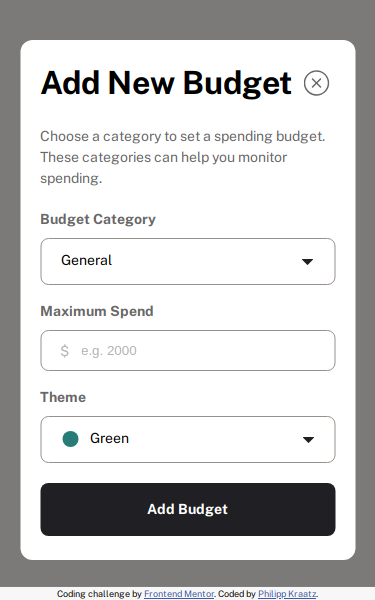 Add New Budget
Choose a category to set a spending budget.
These categories can help you monitor
spending.
Budget Category
General
Maximum Spend
$ e.g. 2000
Theme
Green
Add Budget
Coding challenge by Frontend Mentor. Coded by Philipp Kraatz.